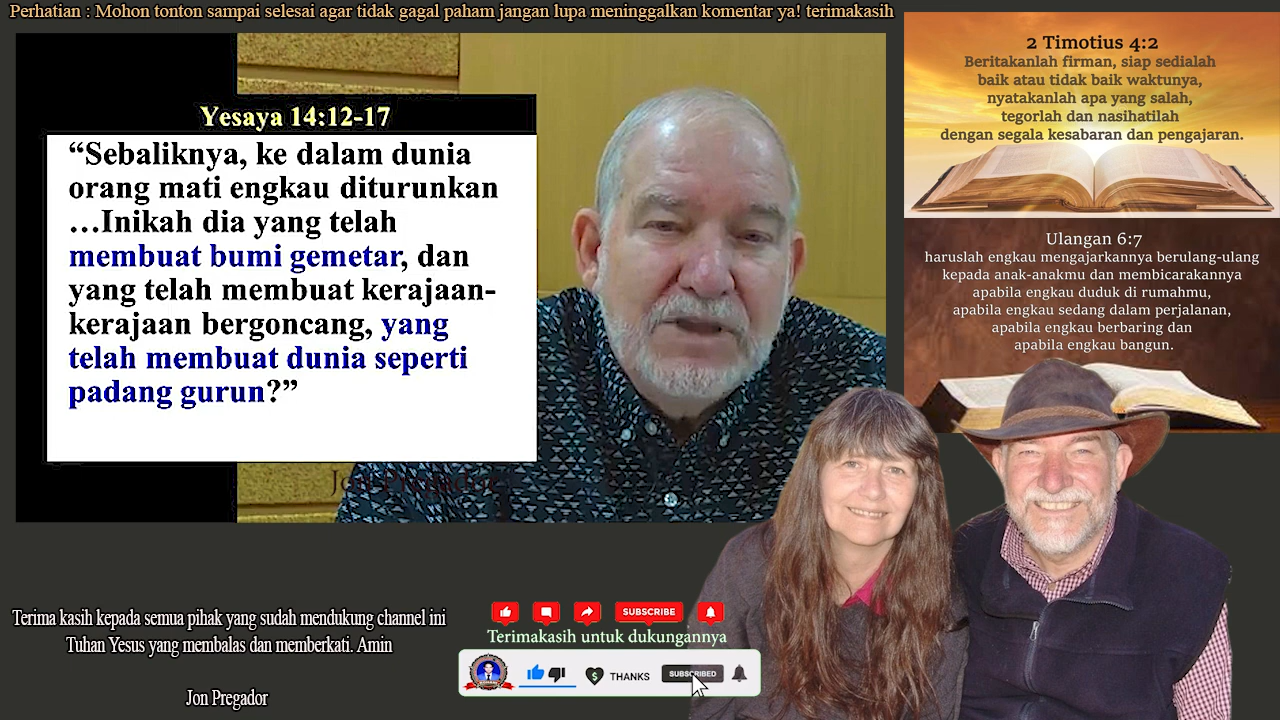 Perhatian : Mohon tonton sampai selesai agar tidak gagal paham jangan lupa meninggalkan komentar ya! terimakasih
Yesaya 14:12-17
“Sebaliknya, ke dalam dunia
orang mati engkau diturunkan
…Inikah dia yang telah
membuat bumi gemetar, dan
yang telah membuat kerajaan-
kerajaan bergoncang, yang
telah membuat dunia seperti
padang gurun?”
Jon Pregador
2 Timotius 4:2
Beritakanlah firman, siap sedialah
baik atau tidak baik waktunya,
nyatakanlah apa yang salah,
tegorlah dan nasihatilah
dengan segala kesabaran dan pengajaran.
Ulangan 6:7
haruslah engkau mengajarkannya berulang-ulang
kepada anak-anakmu dan membicarakannya
apabila engkau duduk di rumahmu,
apabila engkau sedang dalam perjalanan,
apabila engkau berbaring dan
apabila engkau bangun.
Terima kasih kepada semua pihak yang sudah mendukung channel ini
Tuhan Yesus yang membalas dan memberkati. Amin
Jon Pregador
SUBSCRIBE
Terimakasih untuk dukungannya
THANKS
SUBSCRIBED